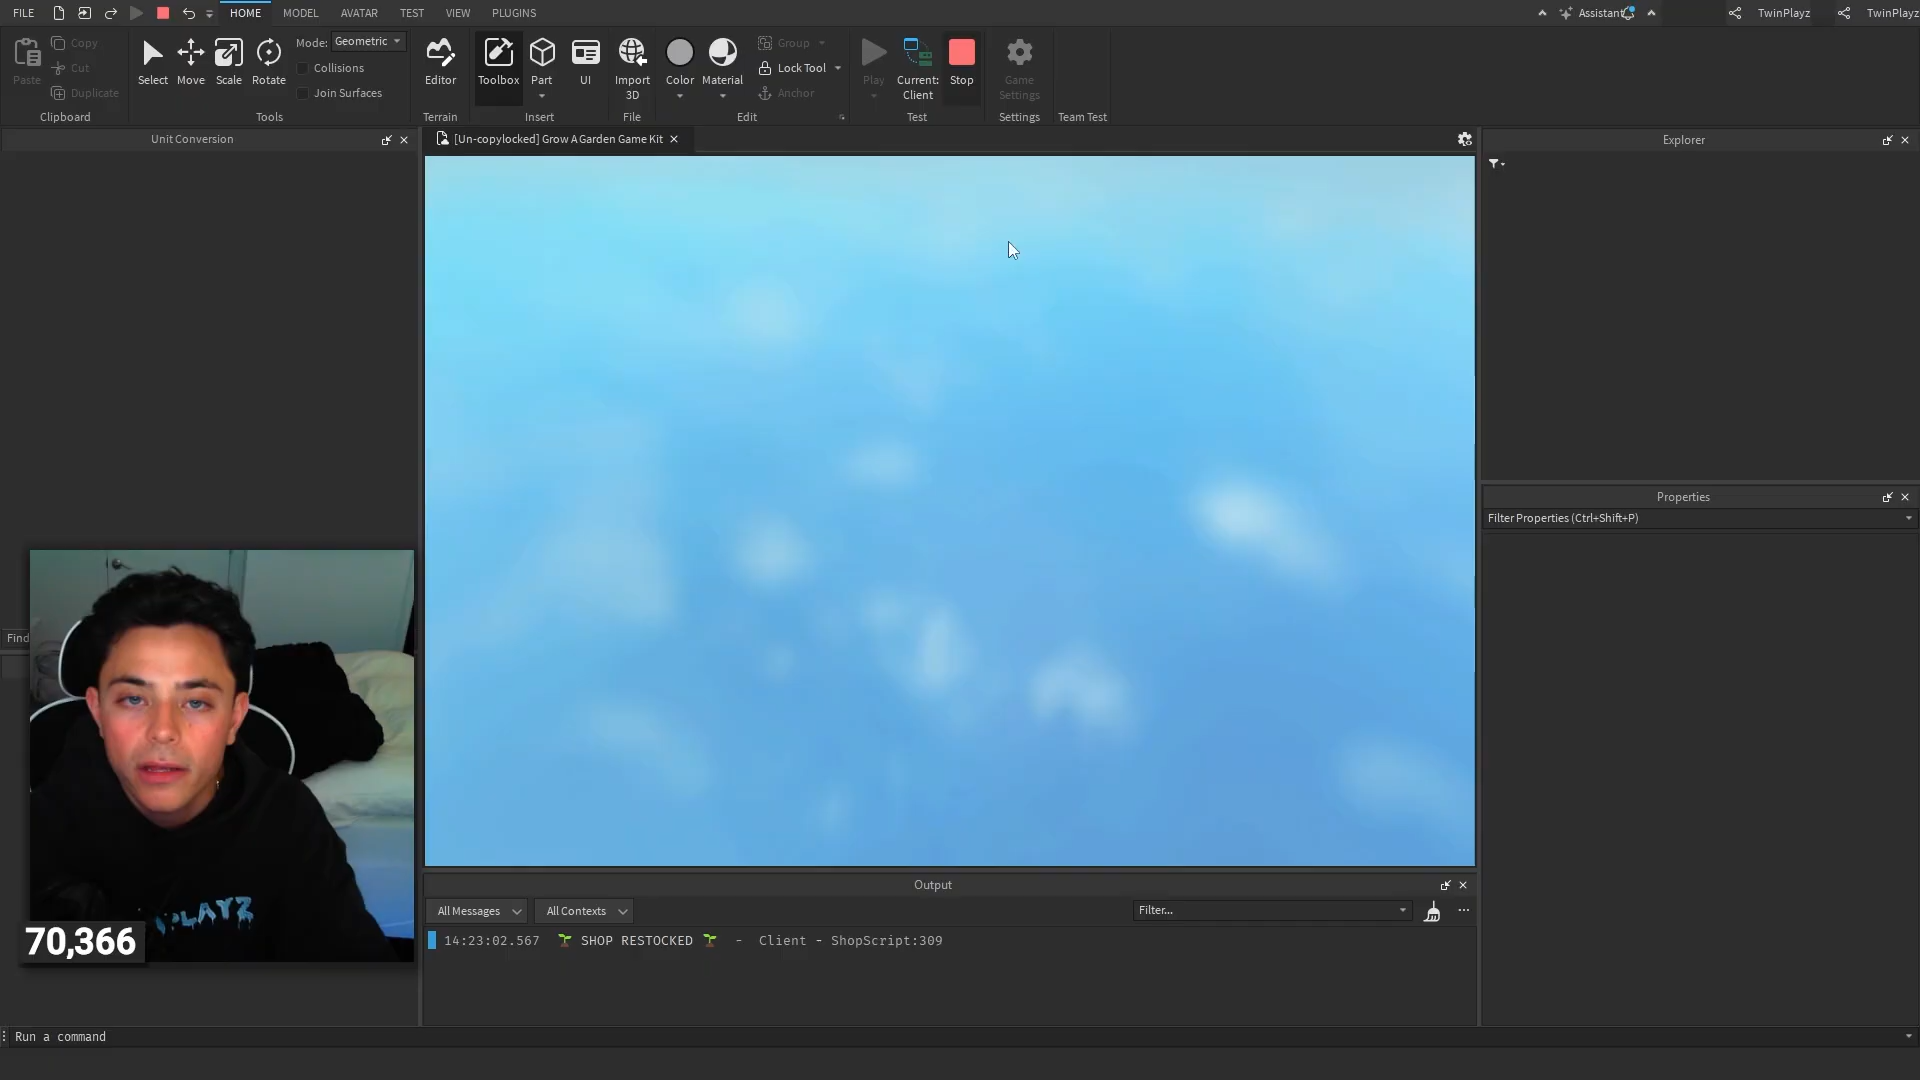 FILE HOME MODEL AVATAR TEST VIEW PLUGINS Assistant TwinPlayz TwinPlayz
Paste Copy Cut Duplicate Clipboard
Select Move Scale Rotate Mode: Geometric Collisions Join Surfaces Tools
Editor Terrain
Toolbox Part UI Insert
Import 3D File
Color Material Group Lock Tool Anchor Edit
Play Current: Client Stop Test
Game Settings Settings
Team Test
Unit Conversion
[Un-copylocked] Grow A Garden Game Kit
Explorer
Properties
Filter Properties (Ctrl+Shift+P)
Find
PLAYZ
70,366
Output
All Messages All Contexts Filter...
14:23:02.567 🌱 SHOP RESTOCKED 🌱 - Client - ShopScript:309
Run a command